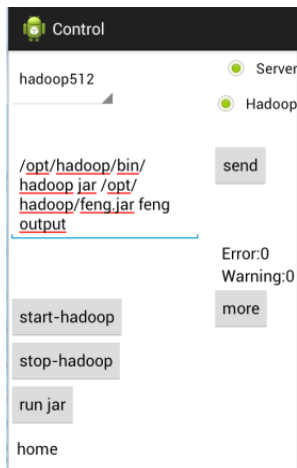 Control
hadoop512
Server
Hadoop
/opt/hadoop/bin/
hadoop jar /opt/
hadoop/feng.jar feng
output
send
Error:0
Warning:0
start-hadoop
more
stop-hadoop
run jar
home